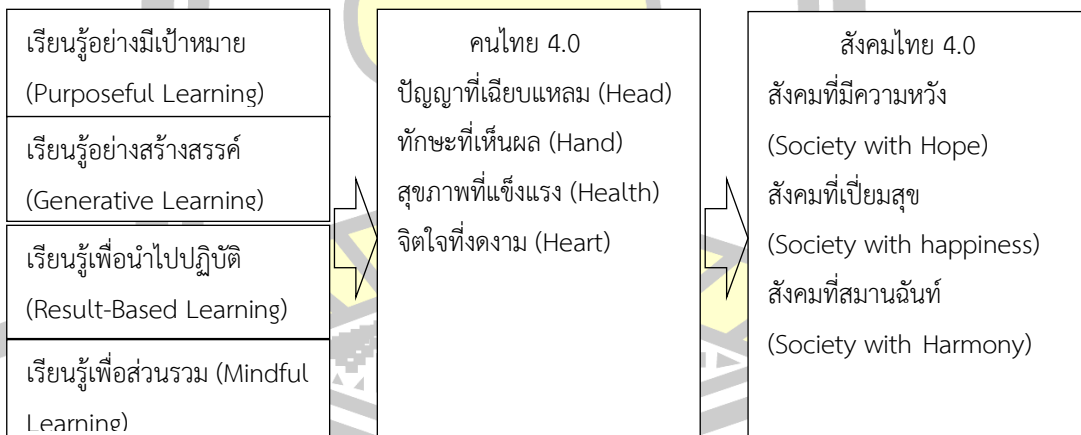 เรียนรู้อย่างมีเป้าหมาย
(Purposeful Learning)
เรียนรู้อย่างสร้างสรรค์
(Generative Learning)
เรียนรู้เพื่อนำไปปฏิบัติ
(Result-Based Learning)
เรียนรู้เพื่อส่วนรวม (Mindful
Learning)
คนไทย 4.0
ปัญญาที่เฉียบแหลม (Head)
ทักษะที่เห็นผล (Hand)
สุขภาพที่แข็งแรง (Health)
จิตใจที่งดงาม (Heart)
สังคมไทย 4.0
สังคมที่มีความหวัง
(Society with Hope)
สังคมที่เปี่ยมสุข
(Society with happiness)
สังคมที่สมานฉันท์
(Society with Harmony)